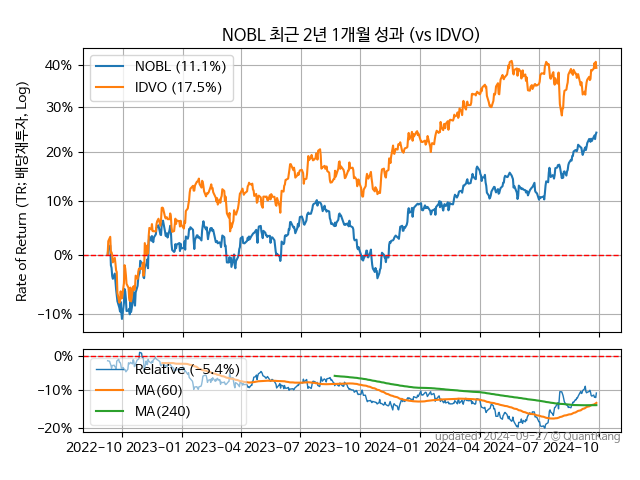 NOBL 최근 2년 1개월 성과 (vs IDVO)
Rate of Return (TR: 배당재투자, Log)
40%
30%
20%
10%
0%
−10%
NOBL (11.1%)
IDVO (17.5%)
0%
−10%
−20%
Relative (−5.4%)
MA(60)
MA(240)
2022−10 2023−01 2023−04 2023−07 2023−10 2024−01 2024−04 2024−07 2024−10
updated: 2024-09-27 © QuantKang